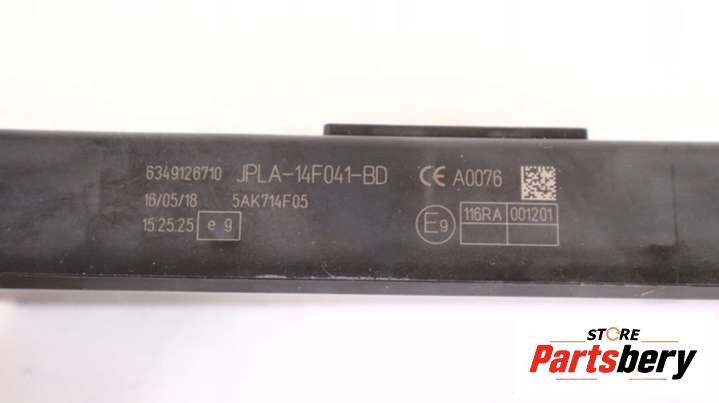 6349126710 JPLA-14F041-BD CE A0076
16/05/18 5AK714F05
15:25:25 e 9 E9 116RA 001201
STORE
Partsbery